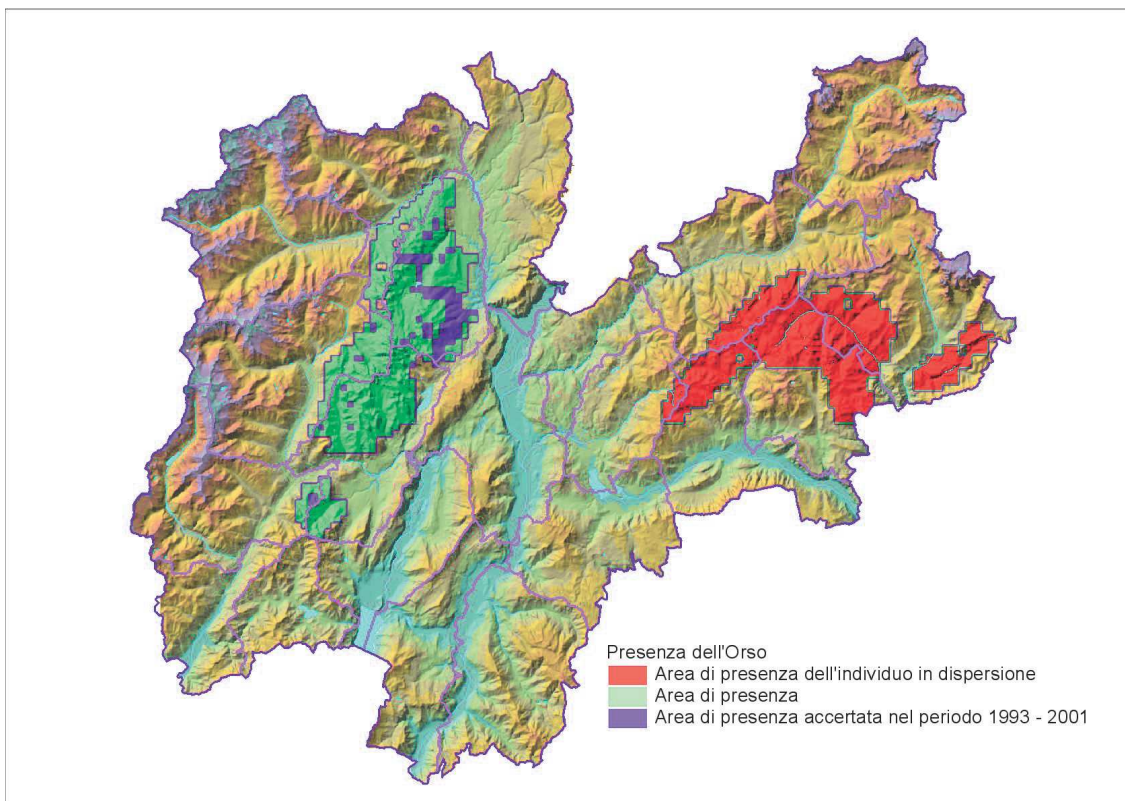 Presenza dell'Orso
Area di presenza dell'individuo in dispersione
Area di presenza
Area di presenza accertata nel periodo 1993 - 2001